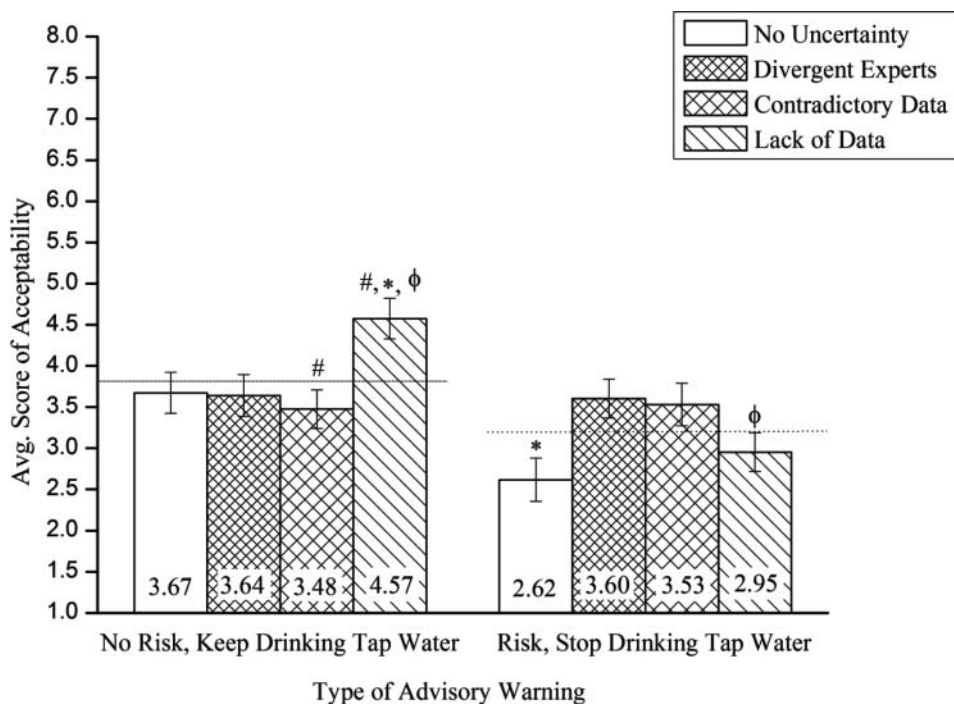 No Uncertainty
Divergent Experts
Contradictory Data
Lack of Data
Avg. Score of Acceptability
8.0
7.5
7.0
6.5
6.0
5.5
5.0
4.5
4.0
3.5
3.0
2.5
2.0
1.5
1.0
#, *, ϕ
#
*
ϕ
3.67 3.64 3.48 4.57 2.62 3.60 3.53 2.95
No Risk, Keep Drinking Tap Water Risk, Stop Drinking Tap Water
Type of Advisory Warning